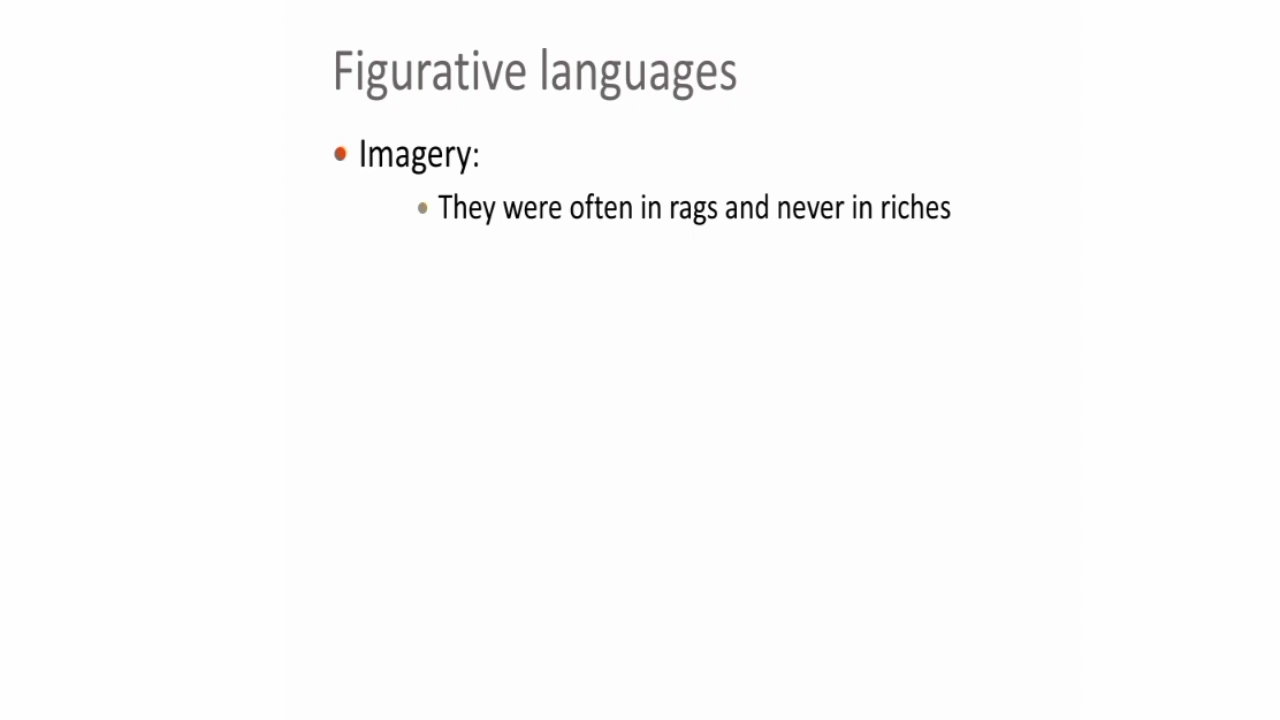 Figurative languages
• Imagery:
• They were often in rags and never in riches